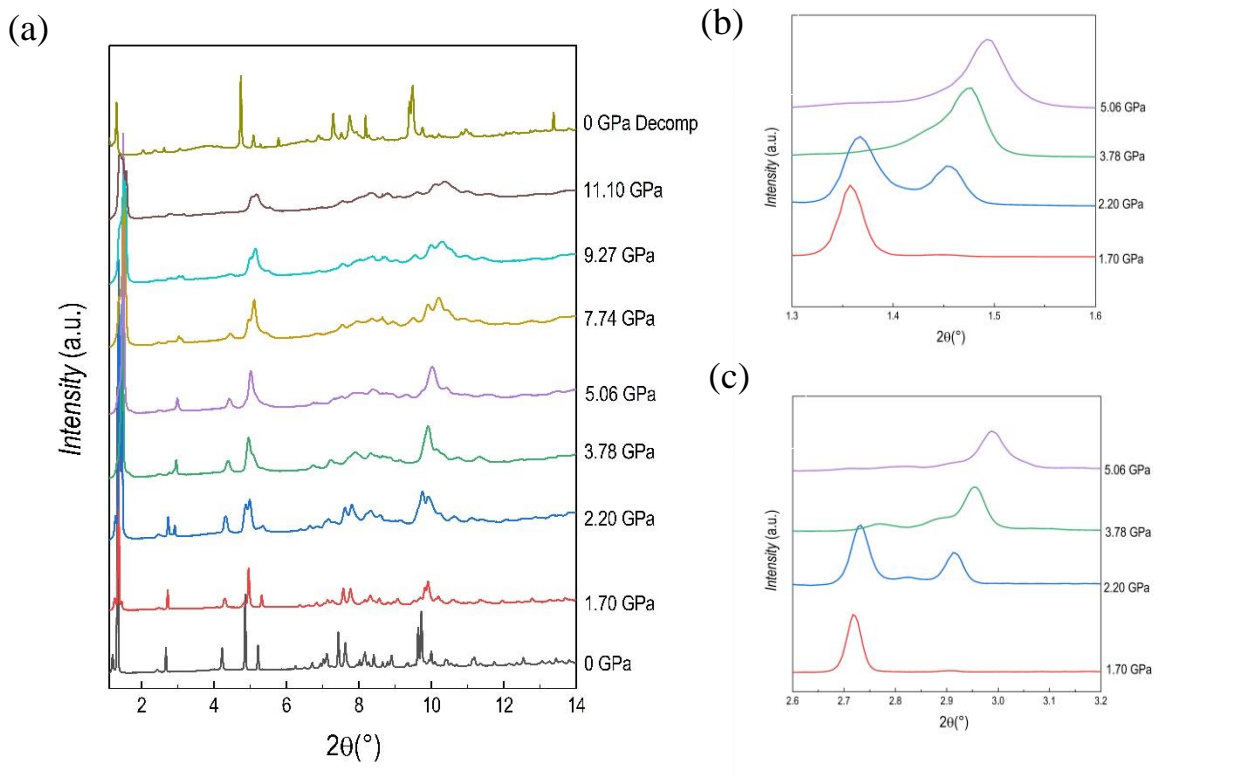 (a)
0 GPa Decomp
11.10 GPa
9.27 GPa
7.74 GPa
5.06 GPa
3.78 GPa
2.20 GPa
1.70 GPa
0 GPa
Intensity (a.u.)
2 4 6 8 10 12 14
2θ(°)
(b)
5.06 GPa
3.78 GPa
2.20 GPa
1.70 GPa
Intensity (a.u.)
1.3 1.4 1.5 1.6
2θ(°)
(c)
5.06 GPa
3.78 GPa
2.20 GPa
1.70 GPa
Intensity (a.u.)
2.6 2.7 2.8 2.9 3.0 3.1 3.2
2θ(°)